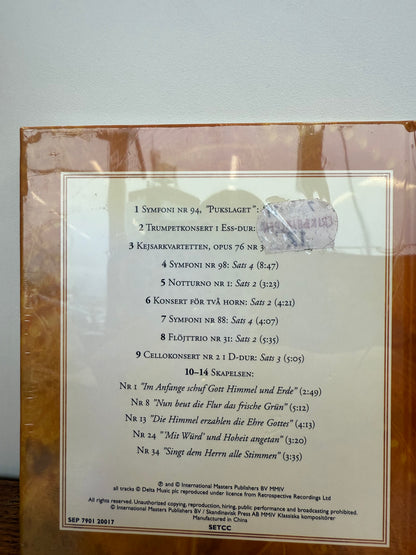 1 Symfoni nr 94, "Pukslaget":
2 Trumpetkonsert i Ess-dur:
3 Kejsarkvartetten, opus 76 nr 3
4 Symfoni nr 98: Sats 4 (8:47)
5 Notturno nr 1: Sats 2 (3:23)
6 Konsert för två horn: Sats 2 (4:21)
7 Symfoni nr 88: Sats 4 (4:07)
8 Flöjttrio nr 31: Sats 2 (5:35)
9 Cellokonsert nr 2 i D-dur: Sats 3 (5:05)
10–14 Skapelsen:
Nr 1 "Im Anfange schuf Gott Himmel und Erde" (2:49)
Nr 8 "Nun beut die Flur das frische Grün" (5:12)
Nr 13 "Die Himmel erzählen die Ehre Gottes" (4:13)
Nr 24 "'Mit Würd' und Hoheit angetan" (3:20)
Nr 34 "Singt dem Herrn alle Stimmen" (3:35)
℗ and © International Masters Publishers BV MMIV
all tracks © Delta Music plc reproduced under licence from Retrospective Recordings Ltd
All rights reserved. Unauthorized copying, reproduction, hiring, public performance and broadcasting prohibited.
© International Masters Publishers BV / Skandinavisk Press AB MMIV Klassiska kompositörer
Manufactured in China
SEP 7901 20017
SETCC